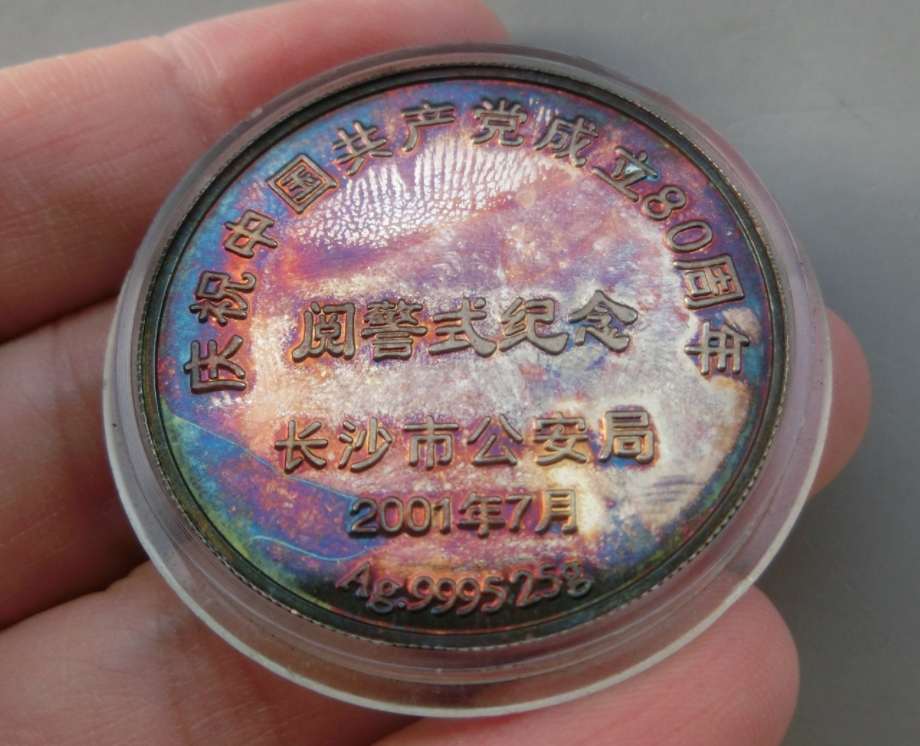 庆祝中国共产党成立80周年
阅警式纪念
长沙市公安局
2001年7月
Ag.9995 25g